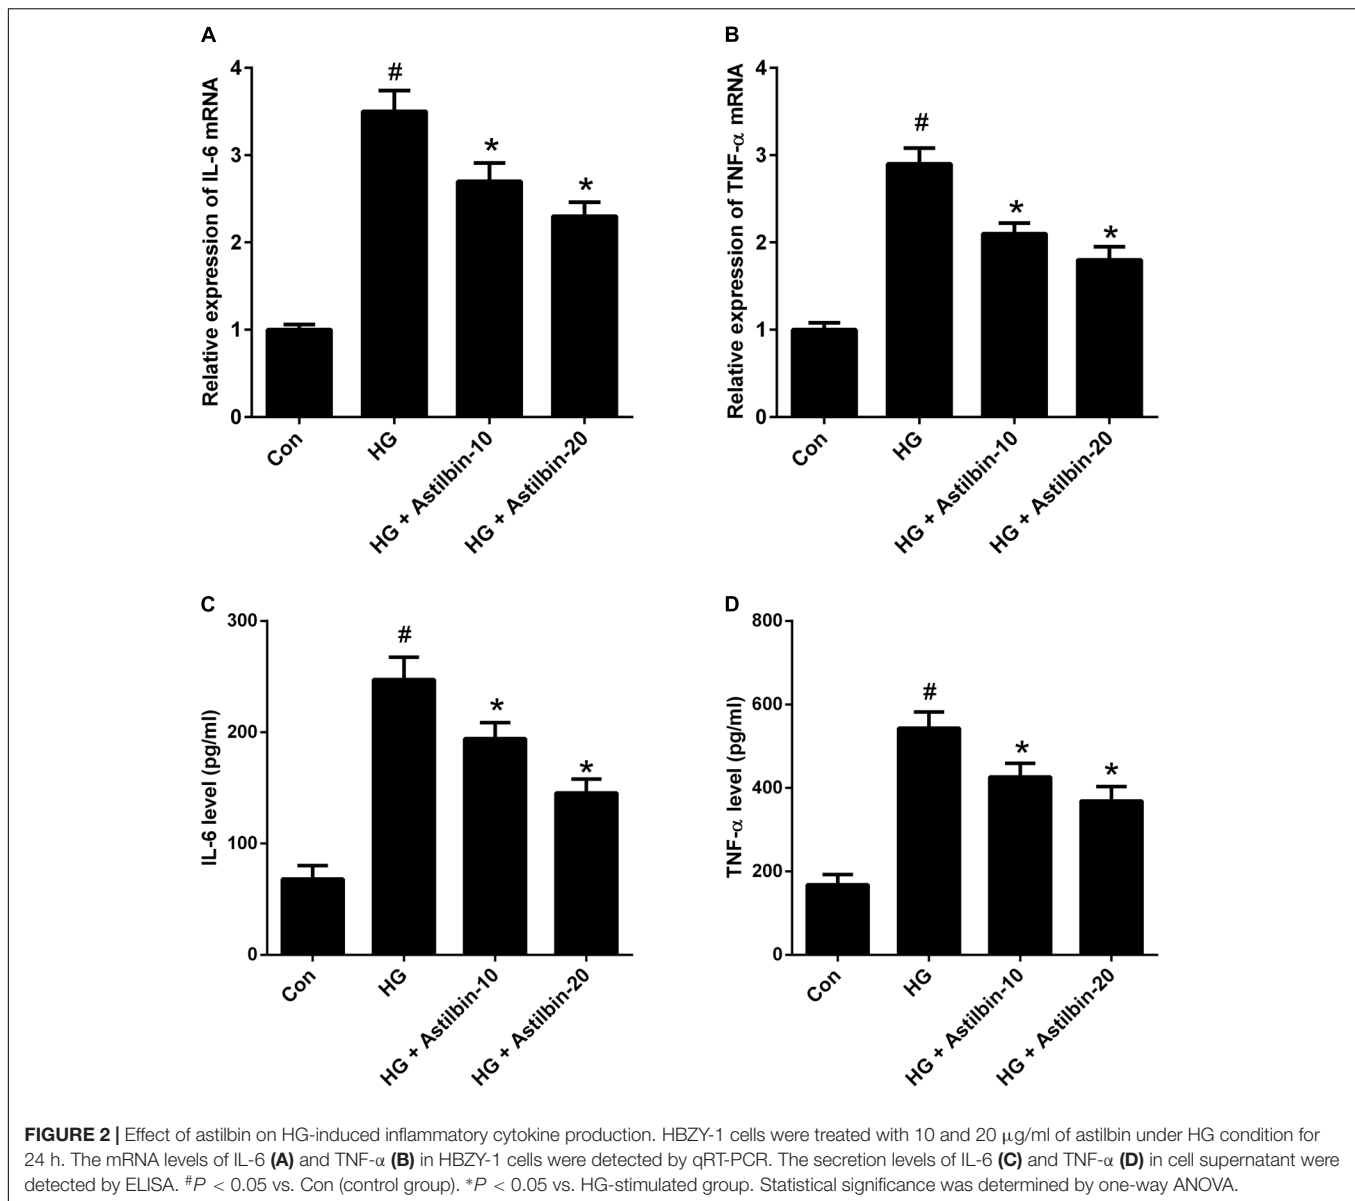 A
Relative expression of IL-6 mRNA
4
3
2
1
0
#
*
*
Con
HG
HG + Astilbin-10
HG + Astilbin-20
B
Relative expression of TNF-α mRNA
4
3
2
1
0
#
*
*
Con
HG
HG + Astilbin-10
HG + Astilbin-20
C
IL-6 level (pg/ml)
300
200
100
0
#
*
*
Con
HG
HG + Astilbin-10
HG + Astilbin-20
D
TNF-α level (pg/ml)
800
600
400
200
0
#
*
*
Con
HG
HG + Astilbin-10
HG + Astilbin-20
FIGURE 2 | Effect of astilbin on HG-induced inflammatory cytokine production. HBZY-1 cells were treated with 10 and 20 μg/ml of astilbin under HG condition for
24 h. The mRNA levels of IL-6 (A) and TNF-α (B) in HBZY-1 cells were detected by qRT-PCR. The secretion levels of IL-6 (C) and TNF-α (D) in cell supernatant were
detected by ELISA. #P < 0.05 vs. Con (control group). *P < 0.05 vs. HG-stimulated group. Statistical significance was determined by one-way ANOVA.